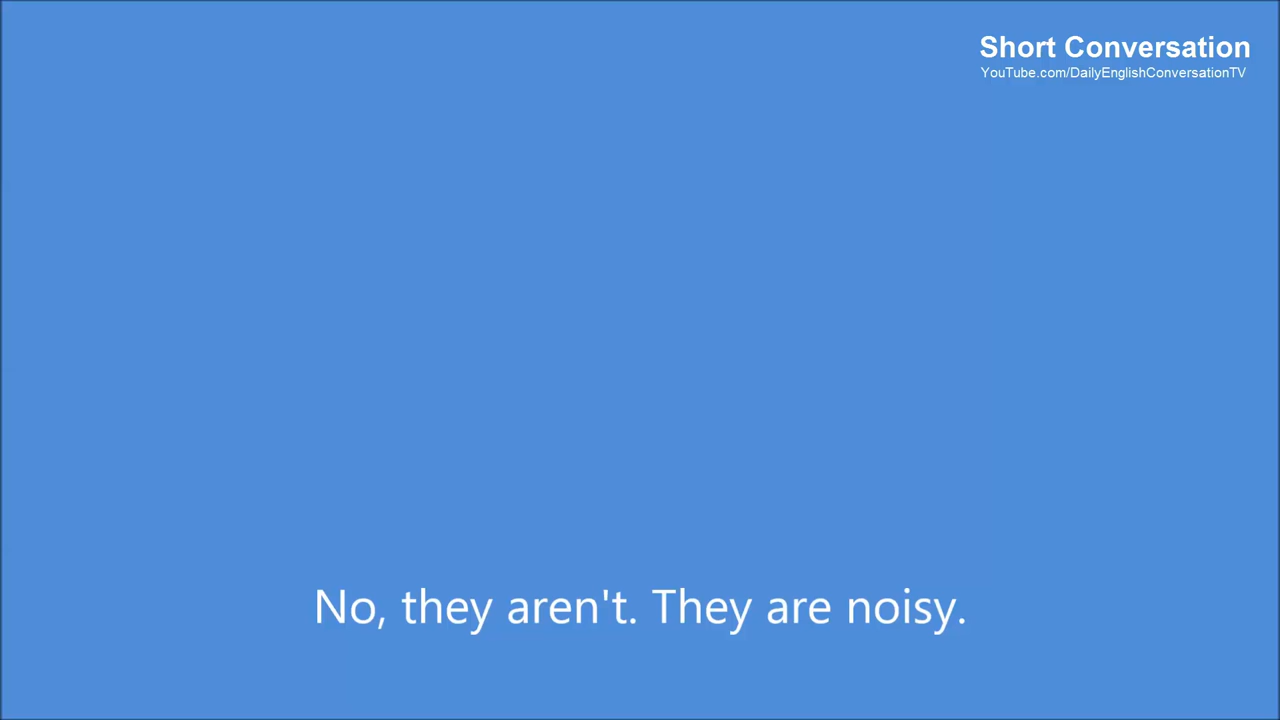 Short Conversation
YouTube.com/DailyEnglishConversationTV
No, they aren't. They are noisy.